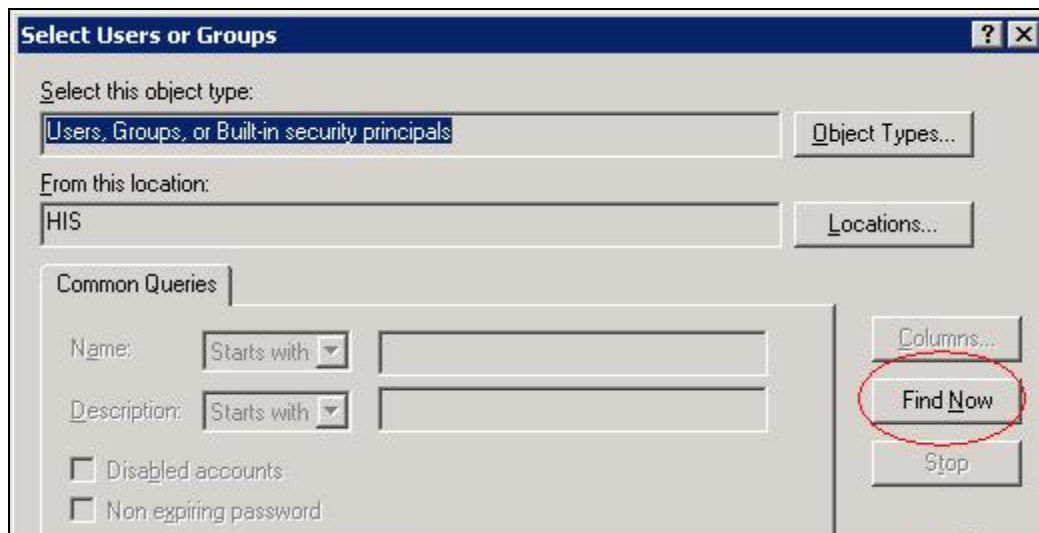 Select Users or Groups
Select this object type:
Users, Groups, or Built-in security principals
Object Types...
From this location:
HIS
Locations...
Common Queries
Name:
Starts with
Columns...
Description:
Starts with
Find Now
Disabled accounts
Stop
Non expiring password